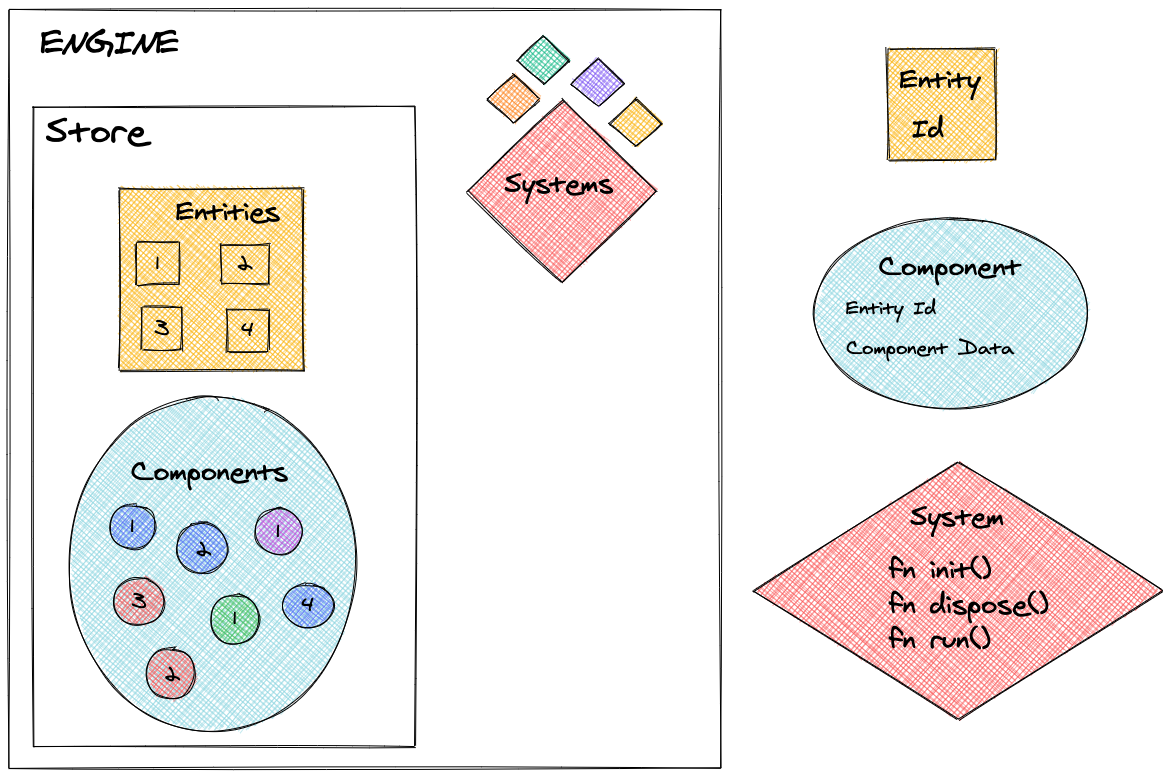 ENGINE
Store
Entities
1 2
3 4
Components
1 2 1
3 1 4
2
Systems
Entity
Id
Component
Entity Id
Component Data
System
fn init()
fn dispose()
fn run()